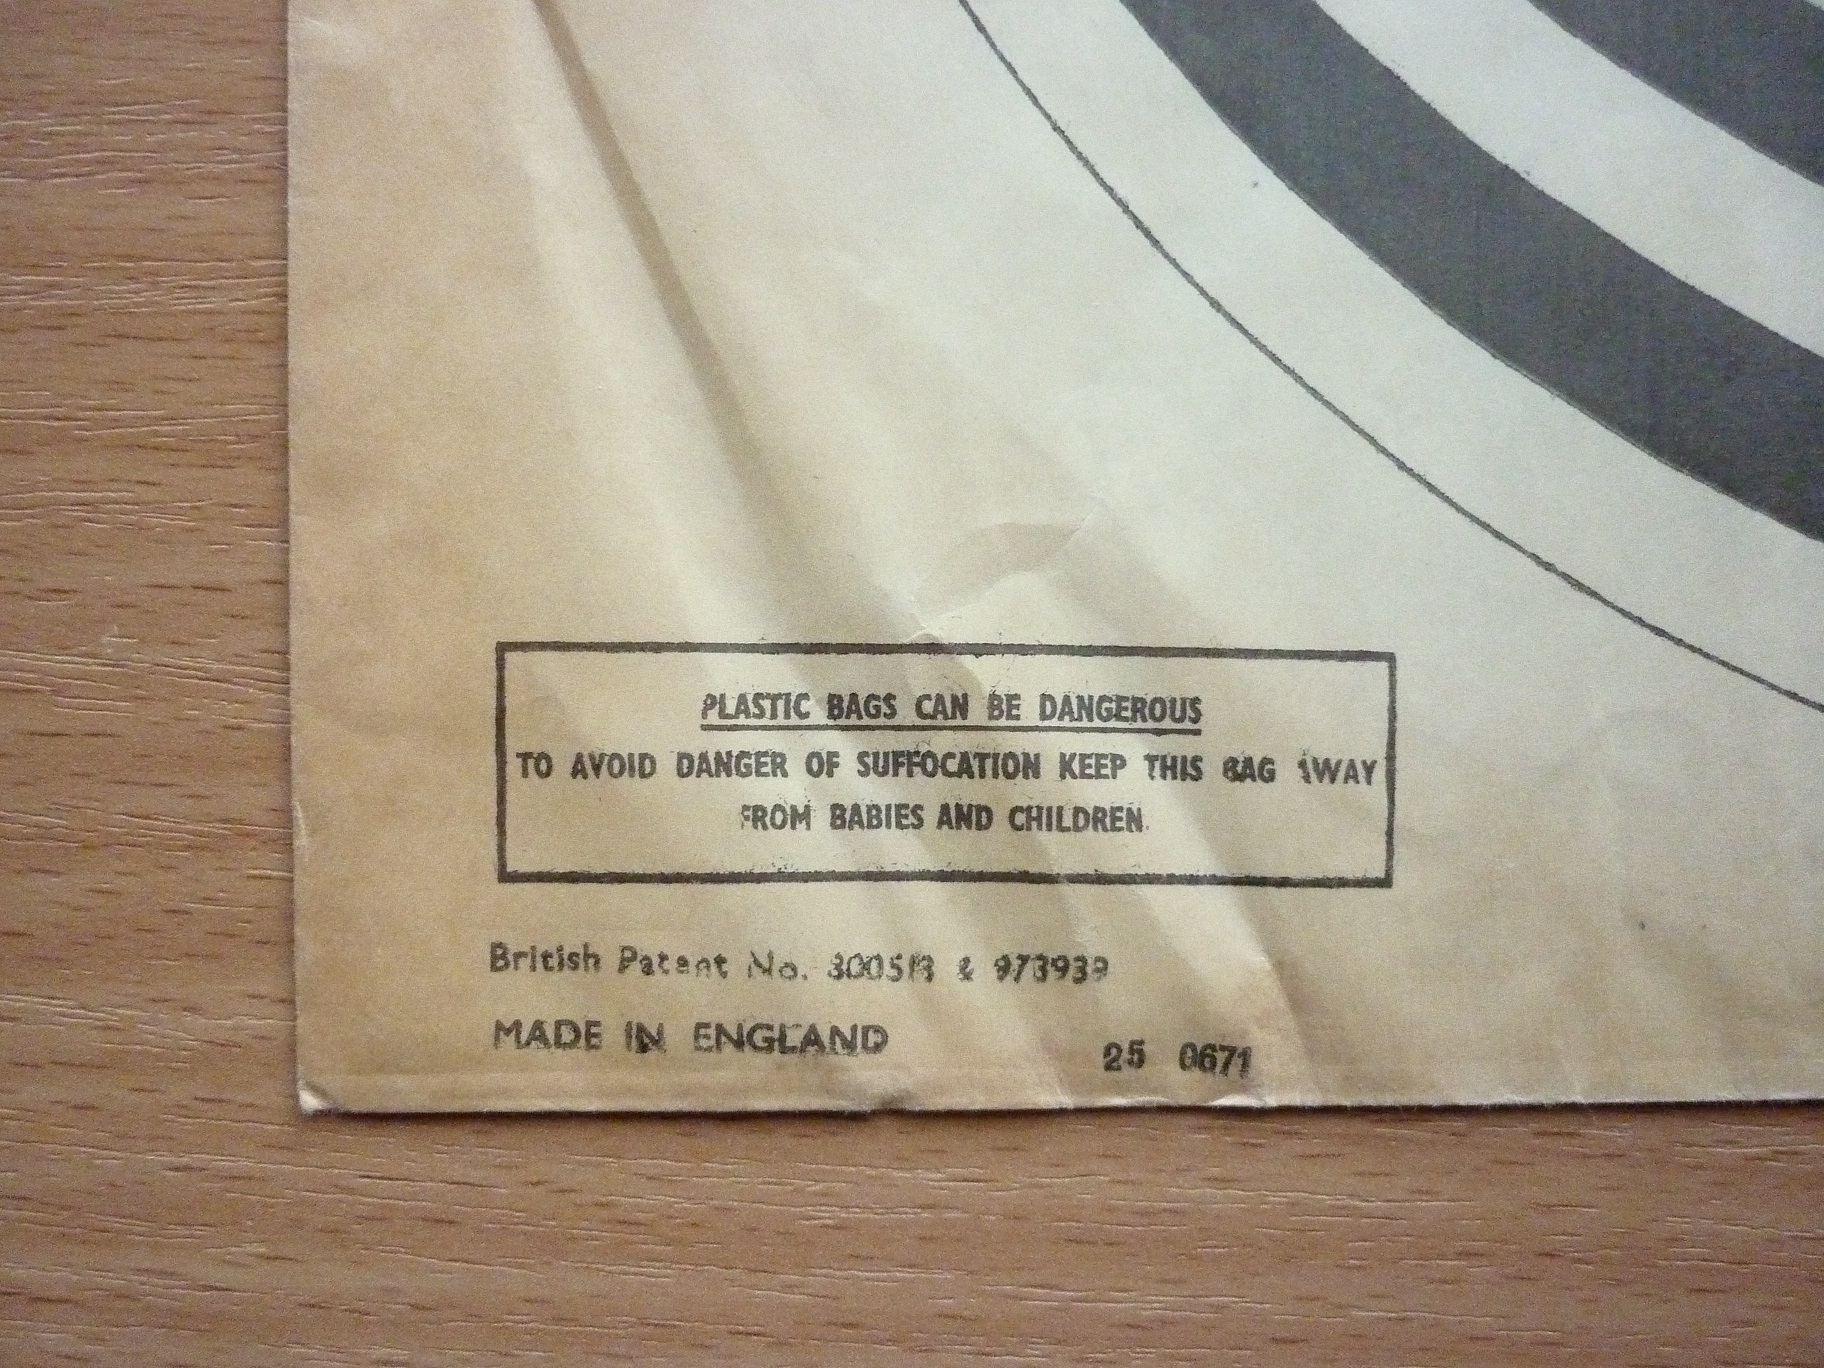 PLASTIC BAGS CAN BE DANGEROUS
TO AVOID DANGER OF SUFFOCATION KEEP THIS BAG AWAY
FROM BABIES AND CHILDREN.
British Patent No. & 973939
MADE IN ENGLAND
25 0671